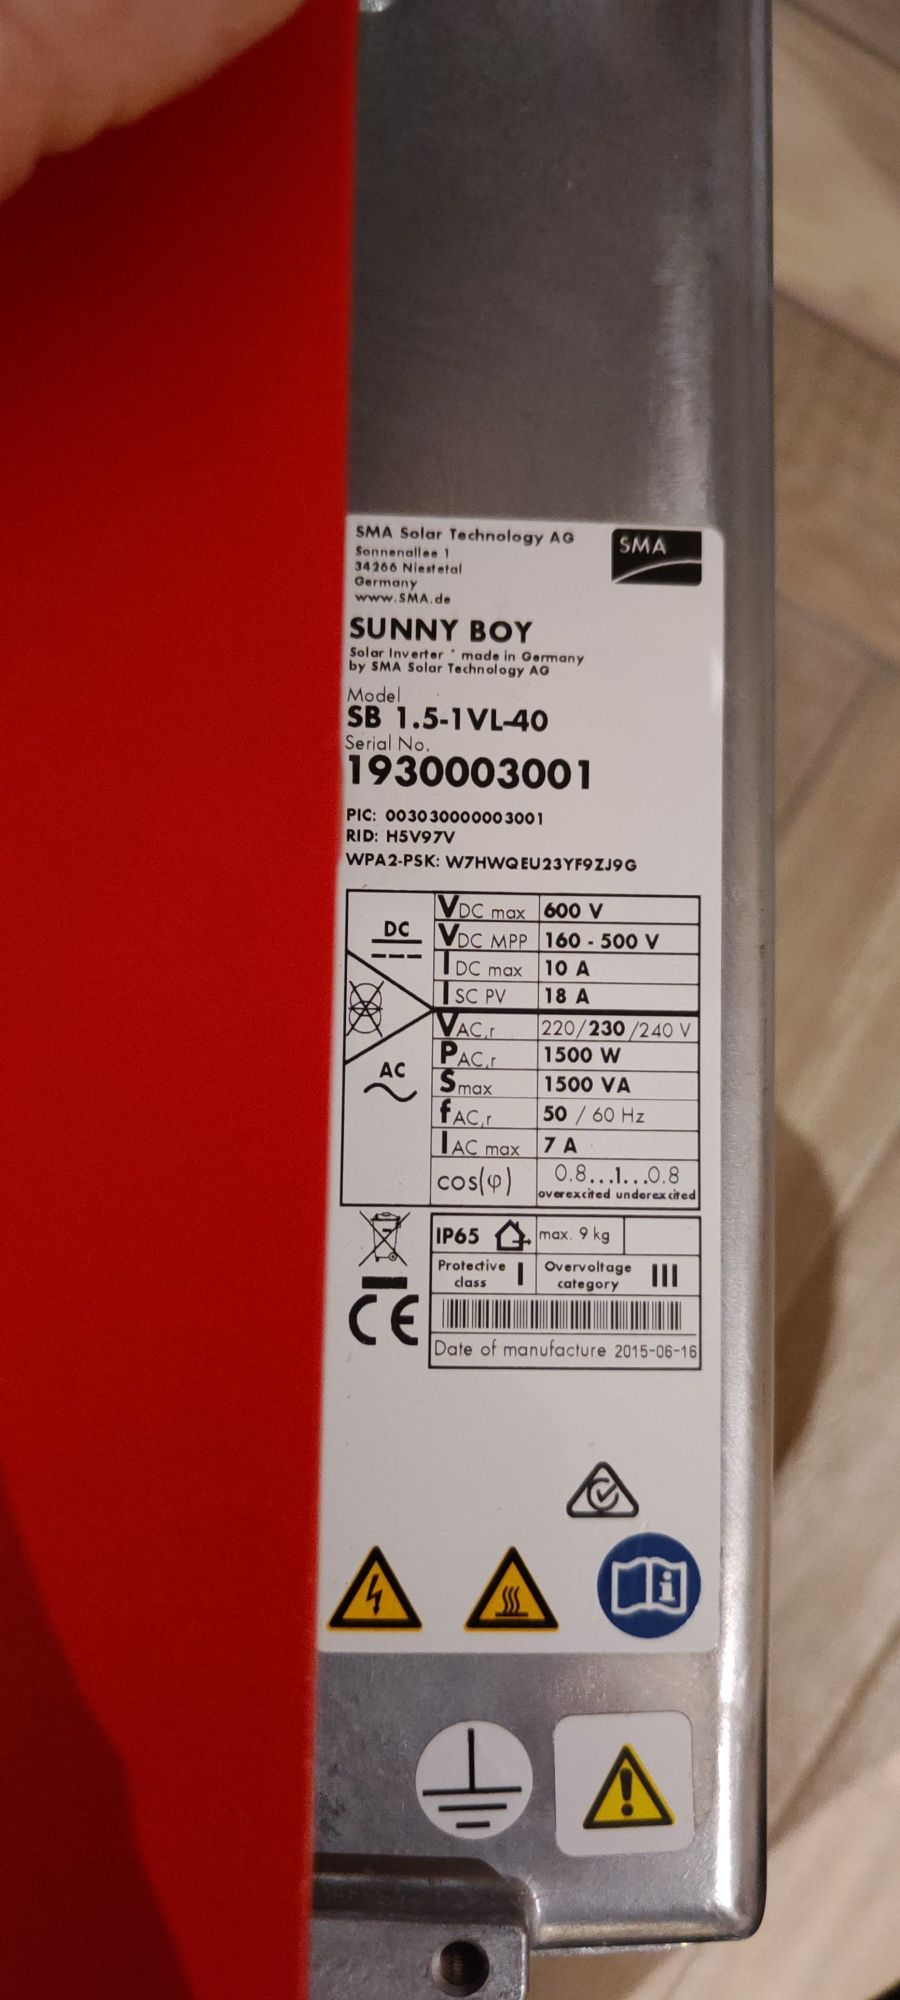 SMA Solar Technology AG
Sonnenallee 1
34266 Niestetal
Germany
www.SMA.de
SMA
SUNNY BOY
Solar Inverter * made in Germany
by SMA Solar Technology AG
Model
SB 1.5-1VL-40
Serial No.
1930003001
PIC: 003030000003001
RID: H5V97V
WPA2-PSK: W7HWQEU23YF9ZJ9G
DC
VDC max 600 V
VDC MPP 160 - 500 V
IDC max 10 A
ISC PV 18 A
AC
VAC,r 220/230/240 V
PAC,r 1500 W
Smax 1500 VA
fAC,r 50 / 60 Hz
IAC max 7 A
cos(φ) 0.8...1...0.8
overexcited underexcited
IP65 max. 9 kg
Protective class I Overvoltage category III
CE
Date of manufacture 2015-06-16